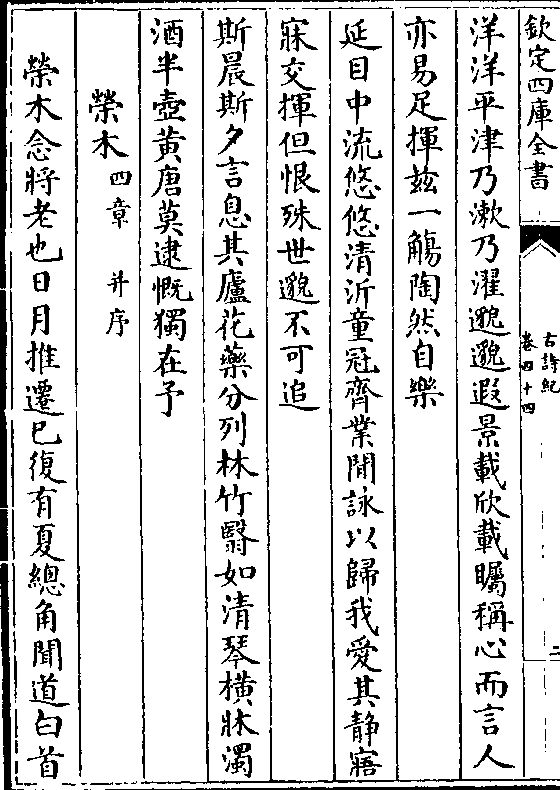 欽定四庫全書
古詩紀
卷四十四
二
洋洋平津乃漱乃濯邈邈遐景載欣載矚稱心而言人
亦易足揮兹一觴陶然自樂
延目中流悠悠清沂童冠齊業閒詠以歸我愛其静寤
寐交揮但恨殊世邈不可追
斯晨斯夕言息其廬花藥分列林竹翳如清琴横牀濁
酒半壺黄唐莫逮慨獨在予
榮木四章 并序
榮木念將老也日月推遷已復有夏總角聞道白首